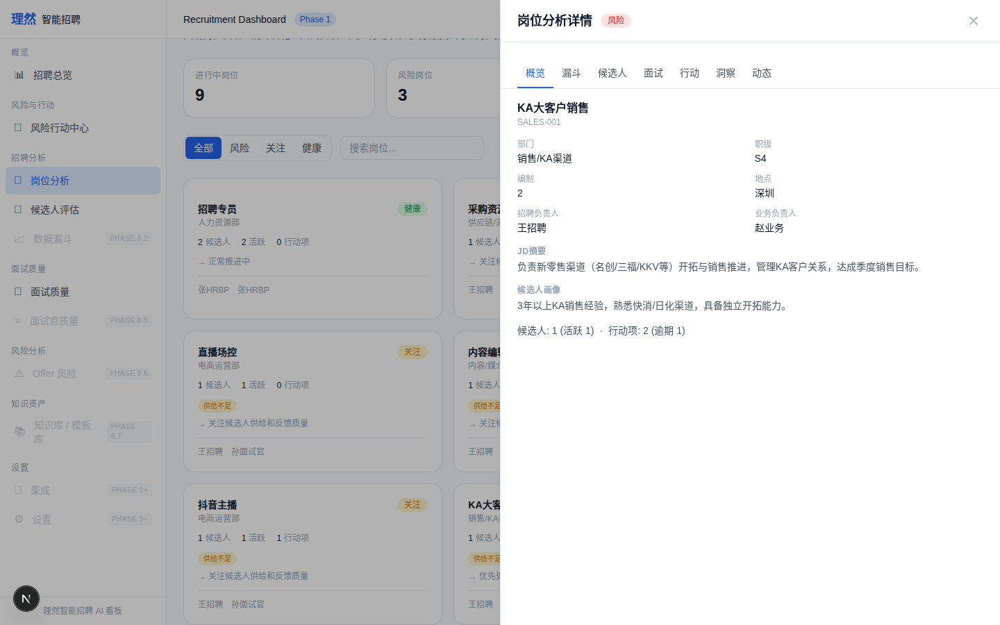 理然 智能招聘
概览
招聘总览
风险与行动
风险行动中心
招聘分析
岗位分析
候选人评估
数据漏斗 PHASE 8.2
面试质量
面试质量
面试官质量 PHASE 8.5
风险分析
Offer 风险 PHASE 8.6
知识资产
知识库 / 模板
库
PHASE
8.7
设置
集成 PHASE 9+
设置 PHASE 9+
N
理然智能招聘 AI 看板
Recruitment Dashboard Phase 1
进行中岗位
9
风险岗位
3
全部 风险 关注 健康 搜索岗位...
招聘专员 健康
人力资源部
2 候选人 2 活跃 0 行动项
→ 正常推进中
张HRBP 张HRBP
采购资
供应链/
1 候选人
→ 关注
王招聘
直播场控 关注
电商运营部
1 候选人 1 活跃 0 行动项
供给不足
→ 关注候选人供给和反馈质量
王招聘 孙面试官
内容编
内容/媒
1 候选人
供给不足
→ 关注
王招聘
抖音主播 关注
电商运营部
1 候选人 1 活跃 1 行动项
供给不足
→ 关注候选人供给和反馈质量
王招聘 孙面试官
KA大客
销售/KA
1 候选人
供给不足
→ 优先
王招聘
岗位分析详情 风险
概览 漏斗 候选人 面试 行动 洞察 动态
KA大客户销售
SALES-001
部门 职级
销售/KA渠道 S4
编制 地点
2 深圳
招聘负责人 业务负责人
王招聘 赵业务
JD摘要
负责新零售渠道（名创/三福/KKV等）开拓与销售推进，管理KA客户关系，达成季度销售目标。
候选人画像
3年以上KA销售经验，熟悉快消/日化渠道，具备独立开拓能力。
候选人: 1 (活跃 1) · 行动项: 2 (逾期 1)